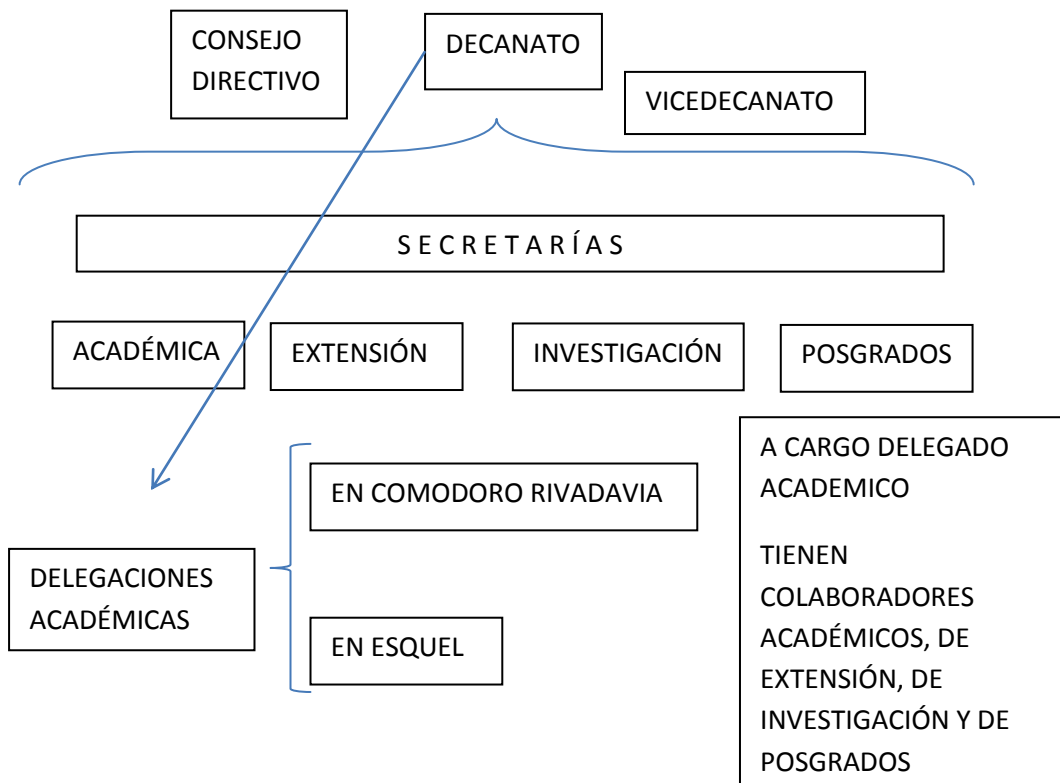 CONSEJO
DIRECTIVO
DECANATO
VICEDECANATO
S E C R E T A R Í A S
ACADÉMICA
EXTENSIÓN
INVESTIGACIÓN
POSGRADOS
DELEGACIONES
ACADÉMICAS
EN COMODORO RIVADAVIA
EN ESQUEL
A CARGO DELEGADO
ACADEMICO
TIENEN
COLABORADORES
ACADÉMICOS, DE
EXTENSIÓN, DE
INVESTIGACIÓN Y DE
POSGRADOS